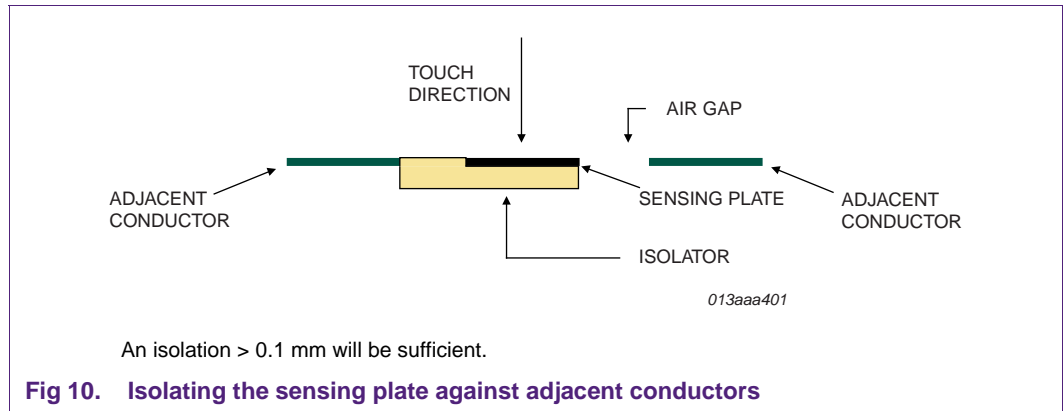 TOUCH
DIRECTION
AIR GAP
ADJACENT
CONDUCTOR
SENSING PLATE
ADJACENT
CONDUCTOR
ISOLATOR
013aaa401
An isolation > 0.1 mm will be sufficient.
Fig 10. Isolating the sensing plate against adjacent conductors